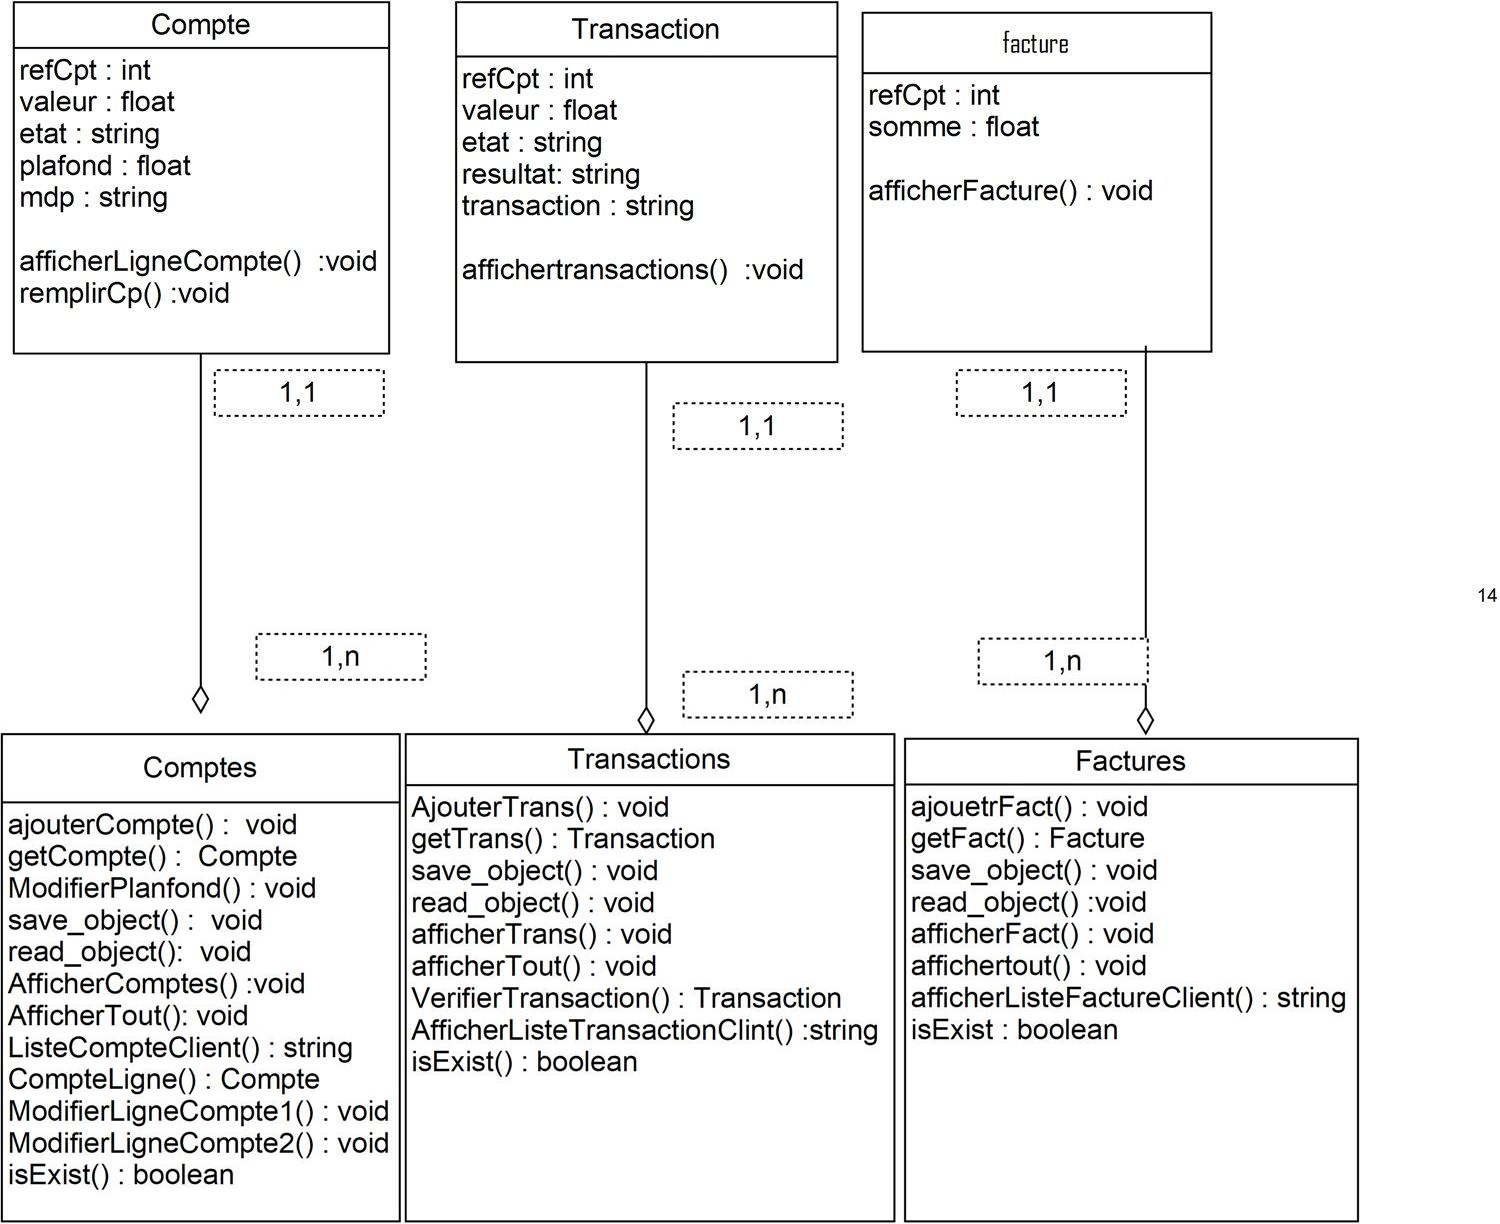 Compte
refCpt : int
valeur : float
etat : string
plafond : float
mdp : string
afficherLigneCompte()  :void
remplirCp() :void
Transaction
refCpt : int
valeur : float
etat : string
resultat: string
transaction : string
affichertransactions()  :void
facture
refCpt : int
somme : float
afficherFacture() : void
1,1
1,1
1,1
14
1,n
1,n
1,n
Comptes
ajouterCompte() :  void
getCompte() :  Compte
ModifierPlanfond() : void
save_object() :  void
read_object():  void
AfficherComptes() :void
AfficherTout(): void
ListeCompteClient() : string
CompteLigne() : Compte
ModifierLigneCompte1() : void
ModifierLigneCompte2() : void
isExist() : boolean
Transactions
AjouterTrans() : void
getTrans() : Transaction
save_object() : void
read_object() : void
afficherTrans() : void
afficherTout() : void
VerifierTransaction() : Transaction
AfficherListeTransactionClint() :string
isExist() : boolean
Factures
ajouetrFact() : void
getFact() : Facture
save_object() : void
read_object() :void
afficherFact() : void
affichertout() : void
afficherListeFactureClient() : string
isExist : boolean